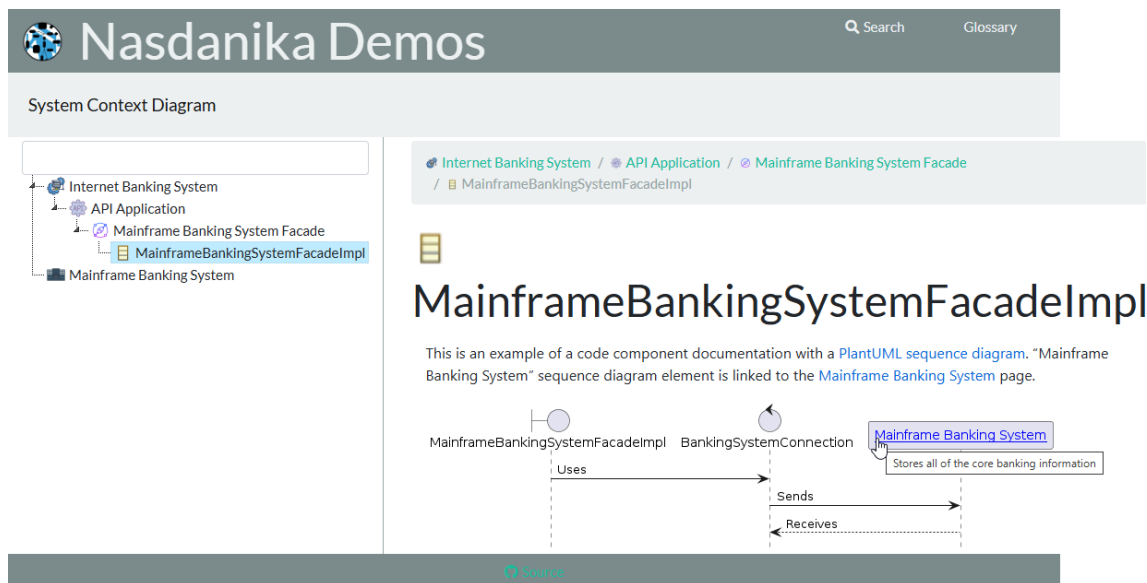 Nasdanika Demos
Search
Glossary
System Context Diagram
Internet Banking System
API Application
Mainframe Banking System Facade
MainframeBankingSystemFacadeImpl
Mainframe Banking System
Internet Banking System / API Application / Mainframe Banking System Facade
/ MainframeBankingSystemFacadeImpl
MainframeBankingSystemFacadeImpl
This is an example of a code component documentation with a PlantUML sequence diagram. “Mainframe
Banking System” sequence diagram element is linked to the Mainframe Banking System page.
MainframeBankingSystemFacadeImpl
BankingSystemConnection
Mainframe Banking System
Stores all of the core banking information
Uses
Sends
Receives
Source